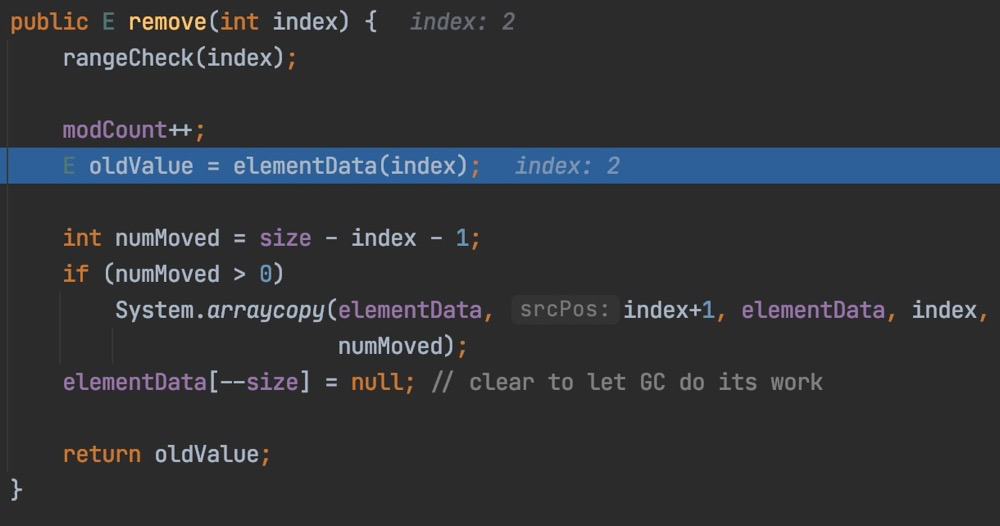 public E remove(int index) {   index: 2
    rangeCheck(index);

    modCount++;
    E oldValue = elementData(index);   index: 2

    int numMoved = size - index - 1;
    if (numMoved > 0)
        System.arraycopy(elementData, srcPos: index+1, elementData, index,
                         numMoved);
    elementData[--size] = null; // clear to let GC do its work

    return oldValue;
}